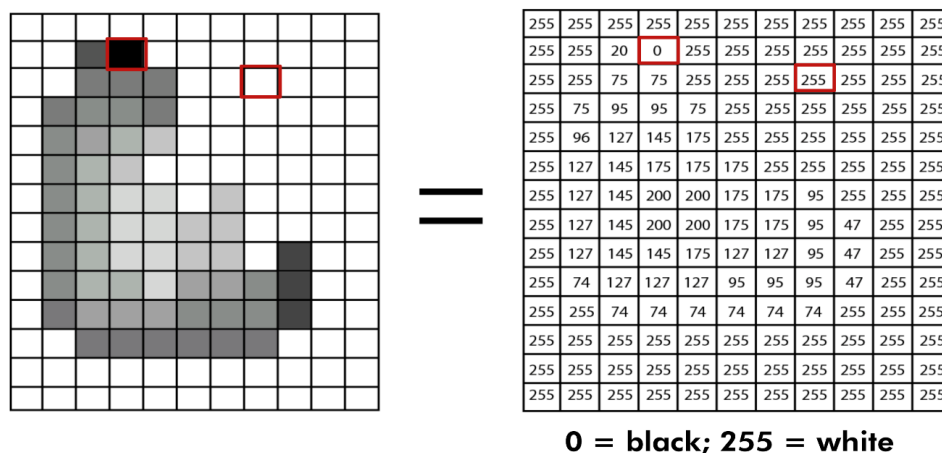 255 255 255 255 255 255 255 255 255 255 255
255 255 20 0 255 255 255 255 255 255 255
255 255 75 75 255 255 255 255 255 255 255
255 75 95 95 75 255 255 255 255 255 255
255 96 127 145 175 255 255 255 255 255 255
255 127 145 175 175 175 255 255 255 255 255
255 127 145 200 200 175 175 95 255 255 255
255 127 145 200 200 175 175 95 47 255 255
255 127 145 145 175 127 127 95 47 255 255
255 74 127 127 127 95 95 95 47 255 255
255 255 74 74 74 74 74 74 255 255 255
255 255 255 255 255 255 255 255 255 255 255
255 255 255 255 255 255 255 255 255 255 255
255 255 255 255 255 255 255 255 255 255 255
=
0 = black; 255 = white